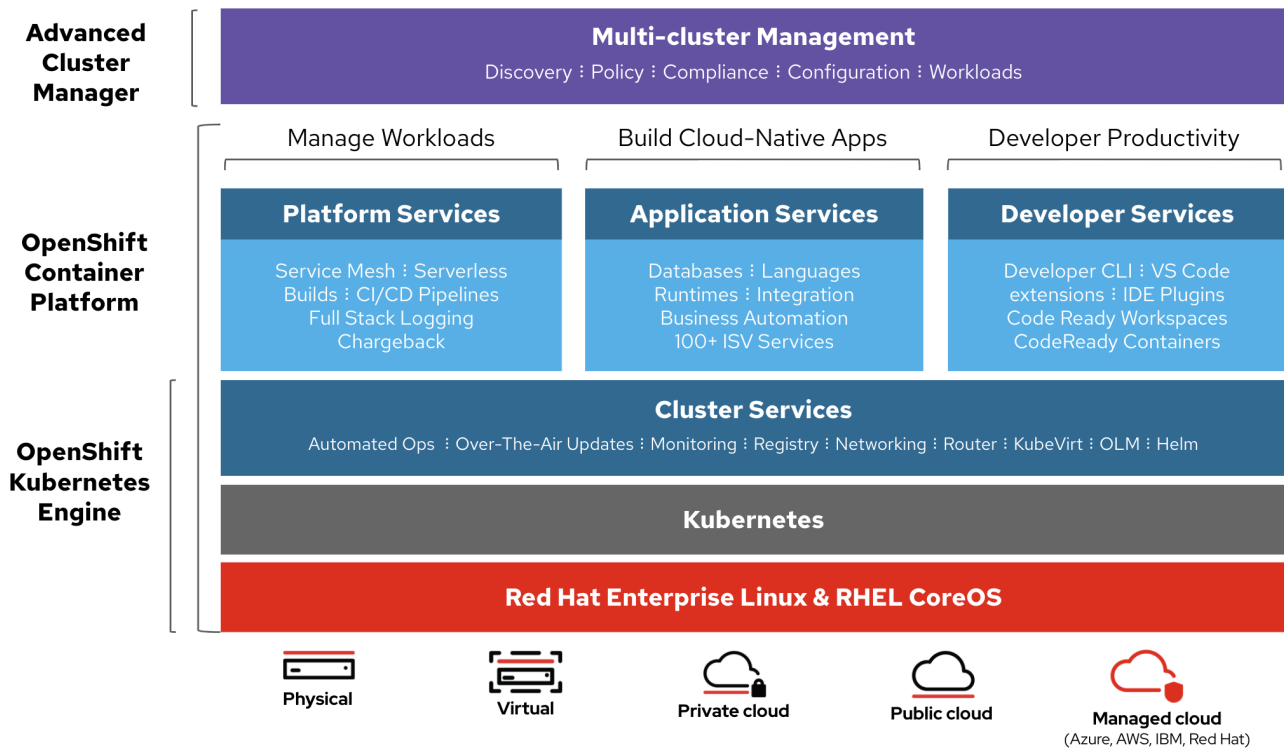 Advanced
Cluster
Manager
Multi-cluster Management
Discovery ⁝ Policy ⁝ Compliance ⁝ Configuration ⁝ Workloads
OpenShift
Container
Platform
Manage Workloads
Build Cloud-Native Apps
Developer Productivity
Platform Services
Service Mesh ⁝ Serverless
Builds ⁝ CI/CD Pipelines
Full Stack Logging
Chargeback
Application Services
Databases ⁝ Languages
Runtimes ⁝ Integration
Business Automation
100+ ISV Services
Developer Services
Developer CLI ⁝ VS Code
extensions ⁝ IDE Plugins
Code Ready Workspaces
CodeReady Containers
OpenShift
Kubernetes
Engine
Cluster Services
Automated Ops ⁝ Over-The-Air Updates ⁝ Monitoring ⁝ Registry ⁝ Networking ⁝ Router ⁝ KubeVirt ⁝ OLM ⁝ Helm
Kubernetes
Red Hat Enterprise Linux & RHEL CoreOS
Physical
Virtual
Private cloud
Public cloud
Managed cloud
(Azure, AWS, IBM, Red Hat)